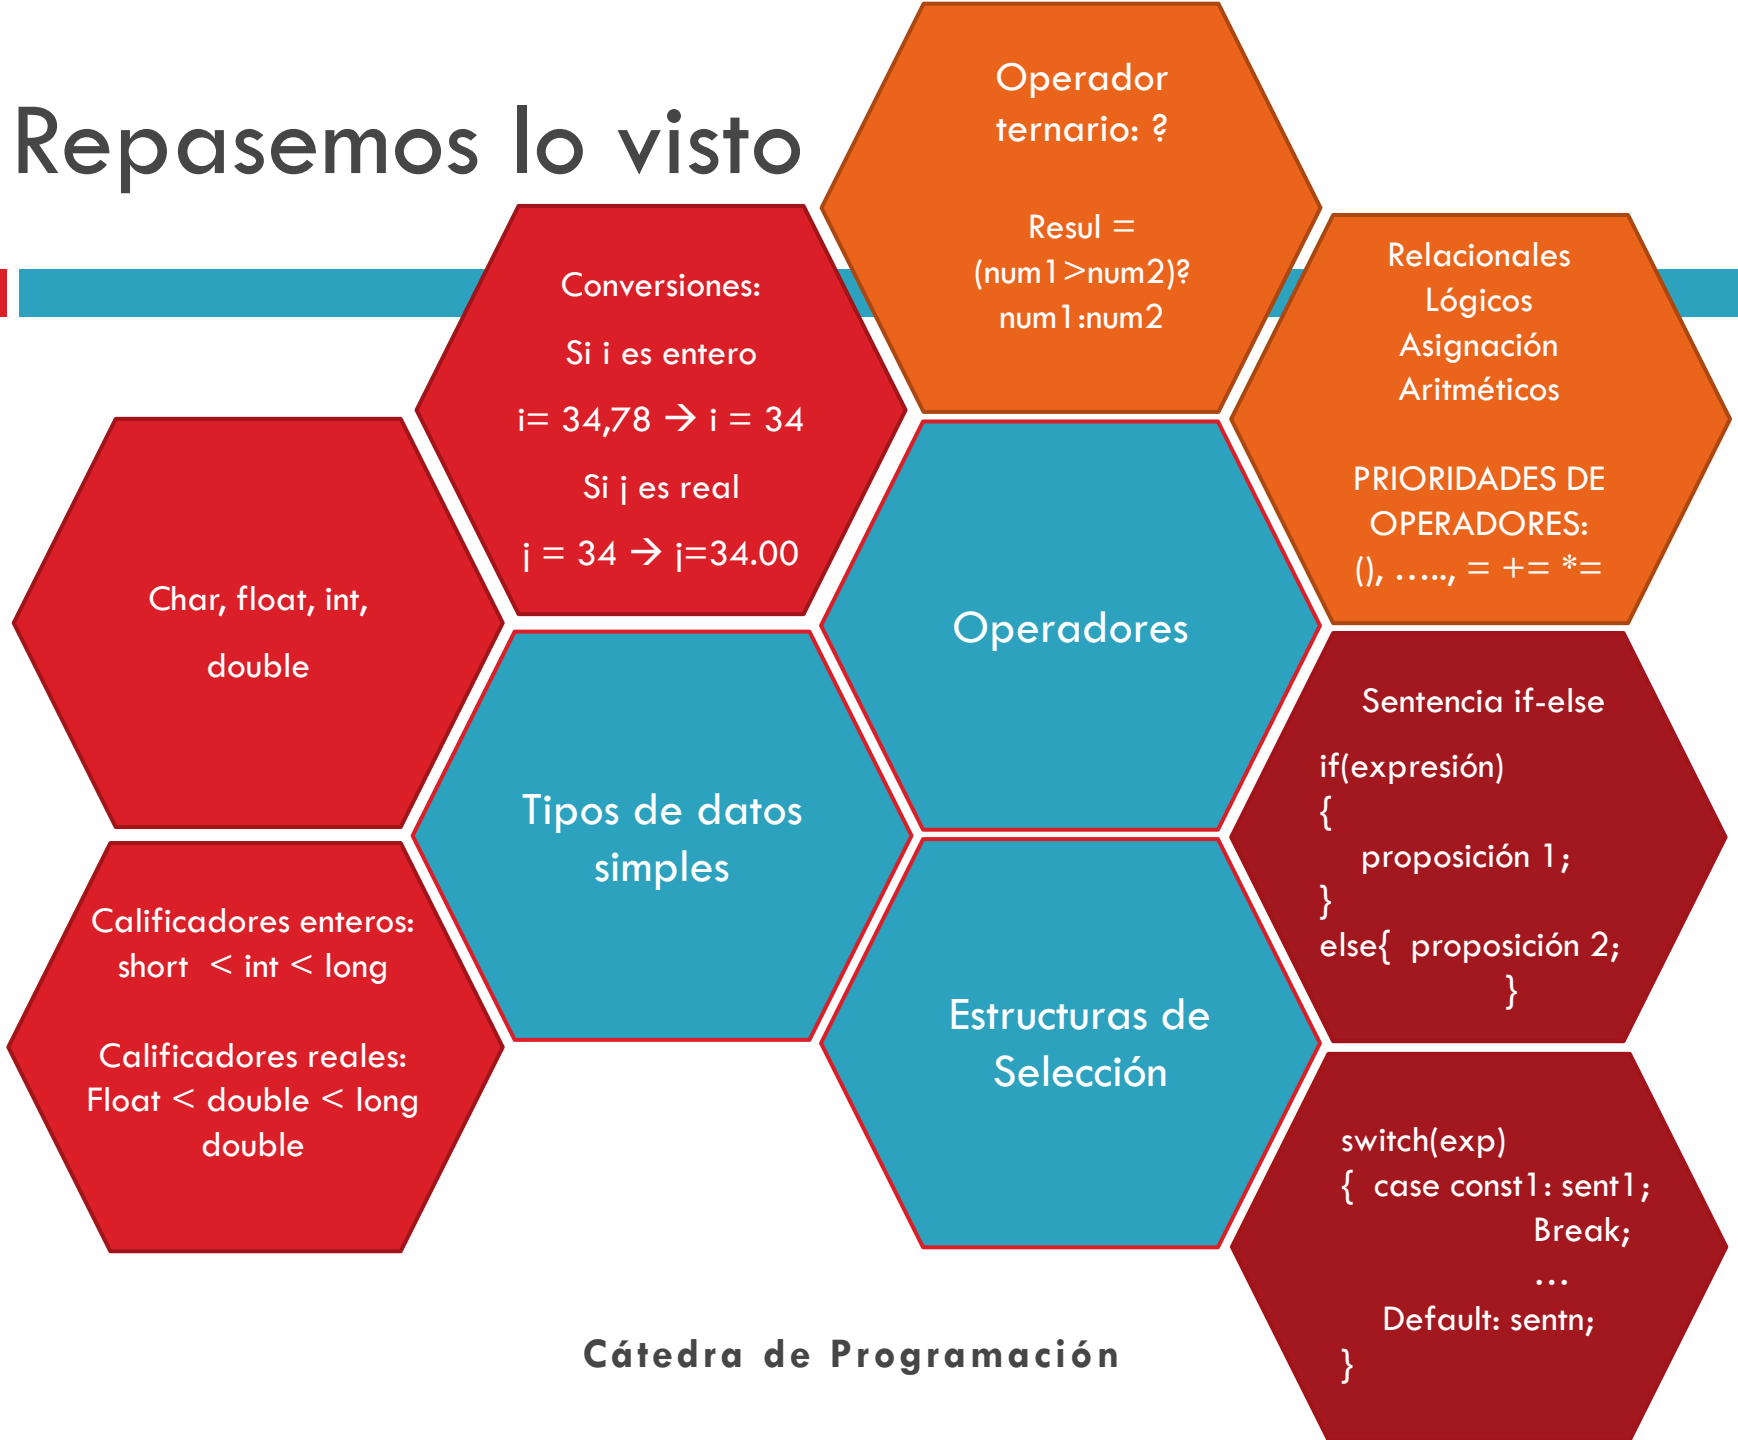 Repasemos lo visto
Operador
ternario: ?
Resul =
(num1>num2)?
num1:num2
Relacionales
Lógicos
Asignación
Aritméticos
PRIORIDADES DE
OPERADORES:
(), ….., = += *=
Conversiones:
Si i es entero
i= 34,78 → i = 34
Si j es real
j = 34 → j=34.00
Char, float, int,
double
Operadores
Tipos de datos
simples
Sentencia if-else
if(expresión)
{
proposición 1;
}
else{ proposición 2;
}
Calificadores enteros:
short < int < long
Calificadores reales:
Float < double < long
double
Estructuras de
Selección
switch(exp)
{ case const1: sent1;
Break;
…
Default: sentn;
}
Cátedra de Programación